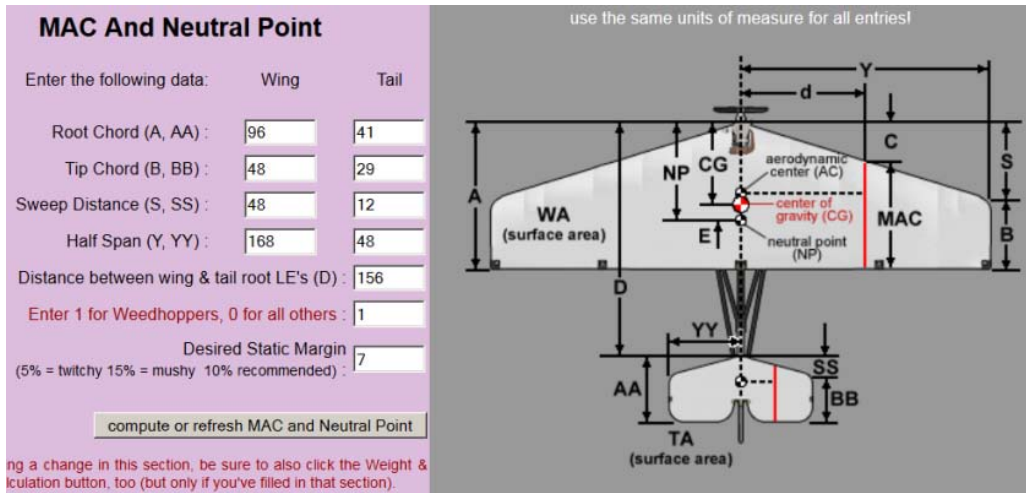 MAC And Neutral Point
Enter the following data: Wing Tail
Root Chord (A, AA) : 96 41
Tip Chord (B, BB) : 48 29
Sweep Distance (S, SS) : 48 12
Half Span (Y, YY) : 168 48
Distance between wing & tail root LE's (D) : 156
Enter 1 for Weedhoppers, 0 for all others : 1
Desired Static Margin
(5% = twitchy 15% = mushy 10% recommended) : 7
compute or refresh MAC and Neutral Point
ng a change in this section, be sure to also click the Weight &
lculation button, too (but only if you've filled in that section).
use the same units of measure for all entries!
Y
d
C
S
A
NP
CG
aerodynamic
center (AC)
center of
gravity (CG)
MAC
WA
(surface area)
E
neutral point
(NP)
B
D
YY
SS
AA
BB
TA
(surface area)